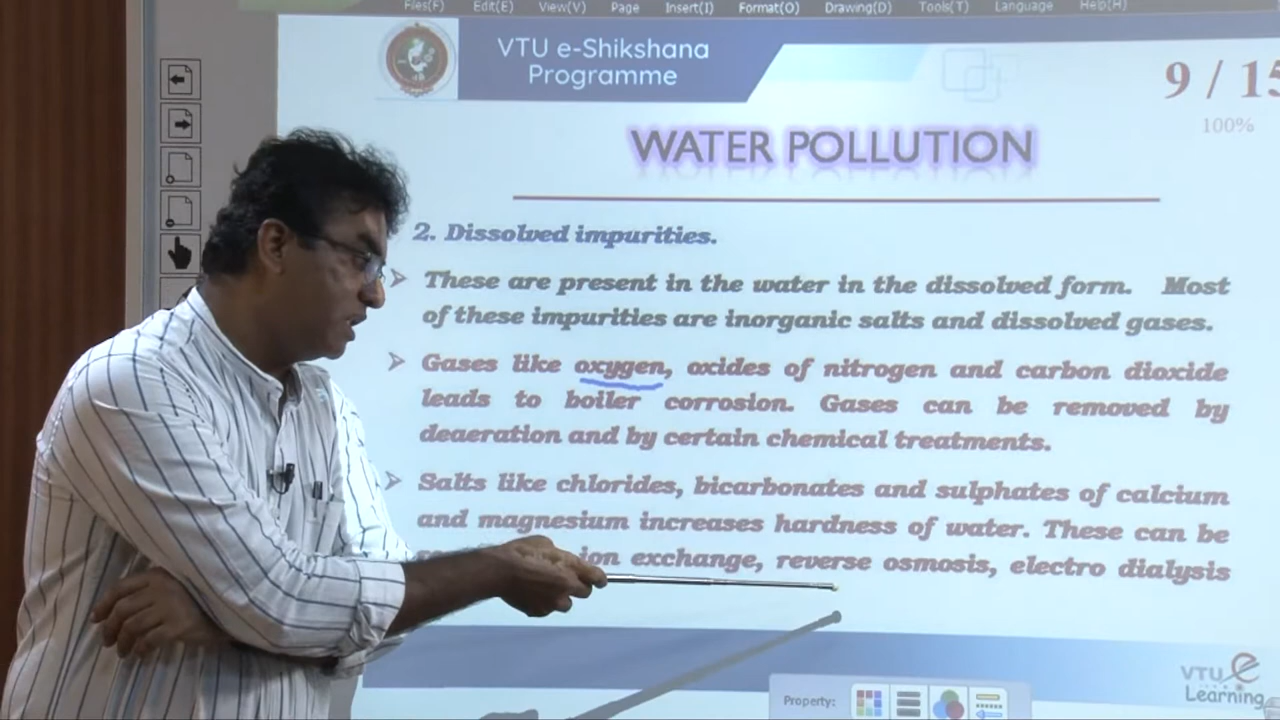 Files(F) Edit(E) View(V) Page Insert(I) Format(O) Drawing(D) Tools(T) Language Help(H)
VTU e-Shikshana
Programme
9 / 15
100%
WATER POLLUTION
2. Dissolved impurities.
➢ These are present in the water in the dissolved form. Most
of these impurities are inorganic salts and dissolved gases.
➢ Gases like oxygen, oxides of nitrogen and carbon dioxide
leads to boiler corrosion. Gases can be removed by
deaeration and by certain chemical treatments.
➢ Salts like chlorides, bicarbonates and sulphates of calcium
and magnesium increases hardness of water. These can be
ion exchange, reverse osmosis, electro dialysis
VTU e
Learning
Property: